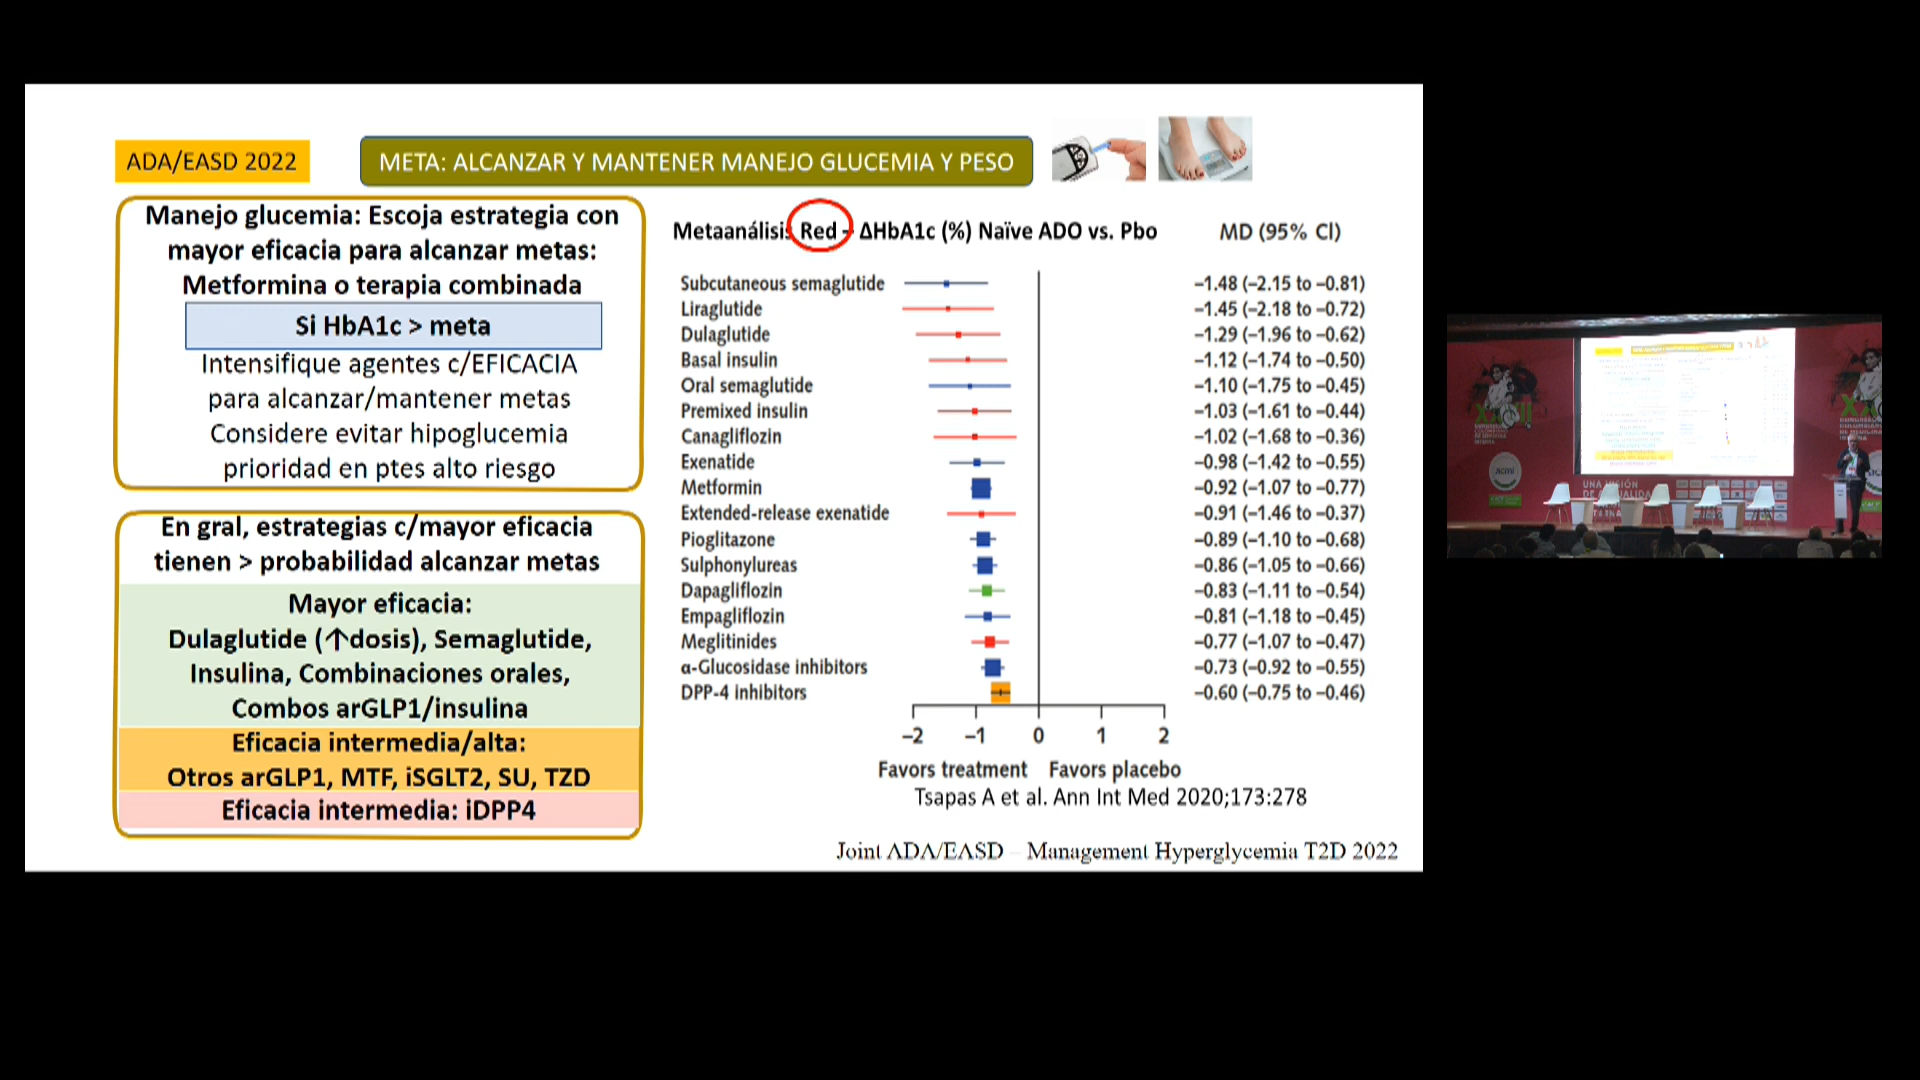 ADA/EASD 2022
META: ALCANZAR Y MANTENER MANEJO GLUCEMIA Y PESO
Manejo glucemia: Escoja estrategia con
mayor eficacia para alcanzar metas:
Metformina o terapia combinada
Si HbA1c > meta
Intensifique agentes c/EFICACIA
para alcanzar/mantener metas
Considere evitar hipoglucemia
prioridad en ptes alto riesgo
En gral, estrategias c/mayor eficacia
tienen > probabilidad alcanzar metas
Mayor eficacia:
Dulaglutide (↑dosis), Semaglutide,
Insulina, Combinaciones orales,
Combos arGLP1/insulina
Eficacia intermedia/alta:
Otros arGLP1, MTF, iSGLT2, SU, TZD
Eficacia intermedia: iDPP4
Metaanálisis Red – ΔHbA1c (%) Naïve ADO vs. Pbo MD (95% CI)
Subcutaneous semaglutide –1.48 (–2.15 to –0.81)
Liraglutide –1.45 (–2.18 to –0.72)
Dulaglutide –1.29 (–1.96 to –0.62)
Basal insulin –1.12 (–1.74 to –0.50)
Oral semaglutide –1.10 (–1.75 to –0.45)
Premixed insulin –1.03 (–1.61 to –0.44)
Canagliflozin –1.02 (–1.68 to –0.36)
Exenatide –0.98 (–1.42 to –0.55)
Metformin –0.92 (–1.07 to –0.77)
Extended-release exenatide –0.91 (–1.46 to –0.37)
Pioglitazone –0.89 (–1.10 to –0.68)
Sulphonylureas –0.86 (–1.05 to –0.66)
Dapagliflozin –0.83 (–1.11 to –0.54)
Empagliflozin –0.81 (–1.18 to –0.45)
Meglitinides –0.77 (–1.07 to –0.47)
α-Glucosidase inhibitors –0.73 (–0.92 to –0.55)
DPP-4 inhibitors –0.60 (–0.75 to –0.46)
–2 –1 0 1 2
Favors treatment Favors placebo
Tsapas A et al. Ann Int Med 2020;173:278
Joint ADA/EASD – Management Hyperglycemia T2D 2022
acmi